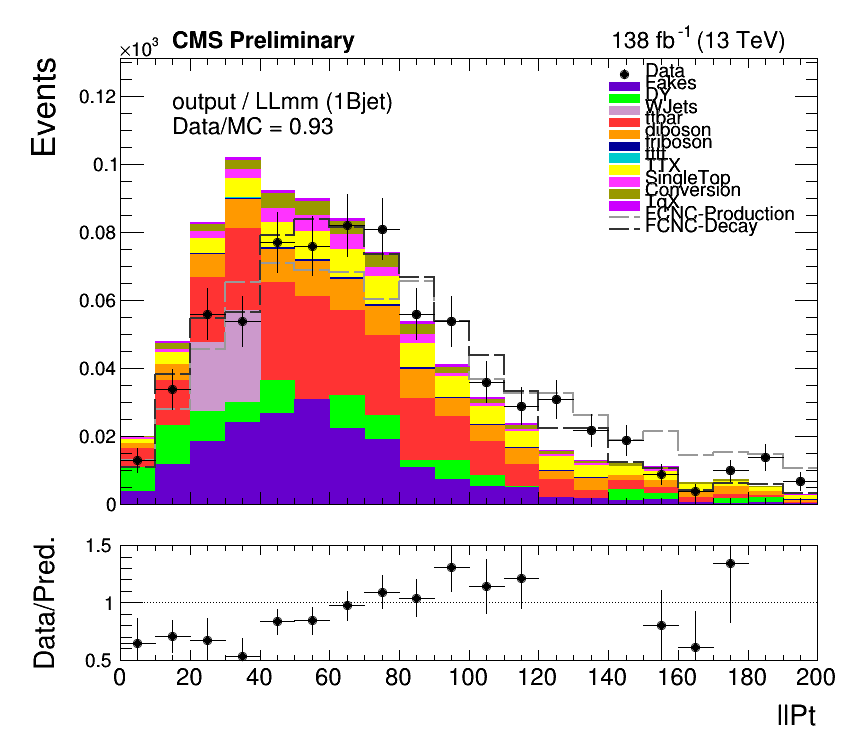 ×10³
CMS Preliminary
138 fb⁻¹ (13 TeV)
Events
output / LLmm (1Bjet)
Data/MC = 0.93
Data
Fakes
DY
WJets
ttbar
diboson
triboson
tttt
TTX
SingleTop
Conversion
TqX
FCNC-Production
FCNC-Decay
0.12
0.1
0.08
0.06
0.04
0.02
0
Data/Pred.
1.5
1
0.5
0 20 40 60 80 100 120 140 160 180 200
llPt